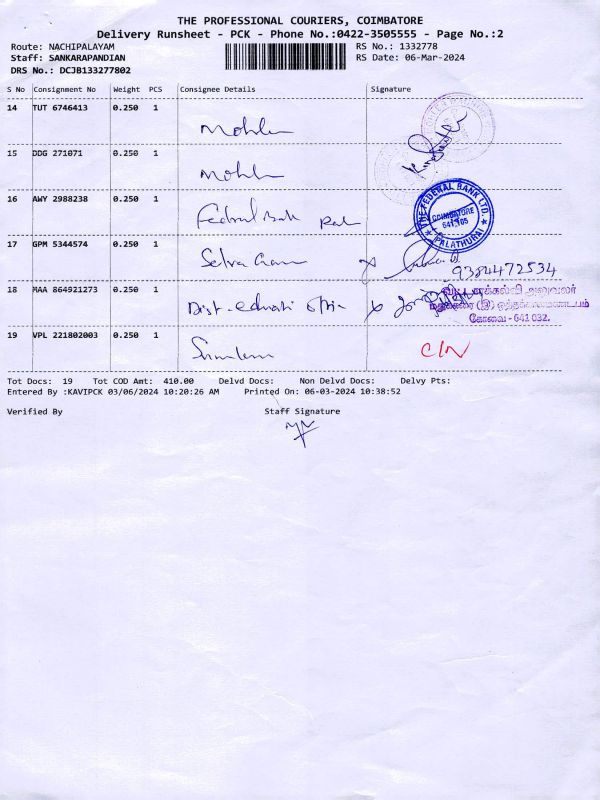 THE PROFESSIONAL COURIERS, COIMBATORE
Delivery Runsheet - PCK - Phone No.:0422-3505555 - Page No.:2
Route: NACHIPALAYAM
RS No.: 1332778
Staff: SANKARAPANDIAN
RS Date: 06-Mar-2024
DRS No.: DCJB133277802
S No Consignment No Weight PCS Consignee Details Signature
14 TUT 6746413 0.250 1
15 DDG 271071 0.250 1
16 AWY 2988238 0.250 1
Federal Bank
THE FEDERAL BANK LTD.
COIMBATORE
641 105
17 GPM 5344574 0.250 1
9384472534
18 MAA 864921273 0.250 1
கோவை - 641 032.
19 VPL 221802003 0.250 1
Tot Docs: 19 Tot COD Amt: 410.00 Delvd Docs: Non Delvd Docs: Delvy Pts:
Entered By :KAVIPCK 03/06/2024 10:20:26 AM Printed On: 06-03-2024 10:38:52
Verified By Staff Signature